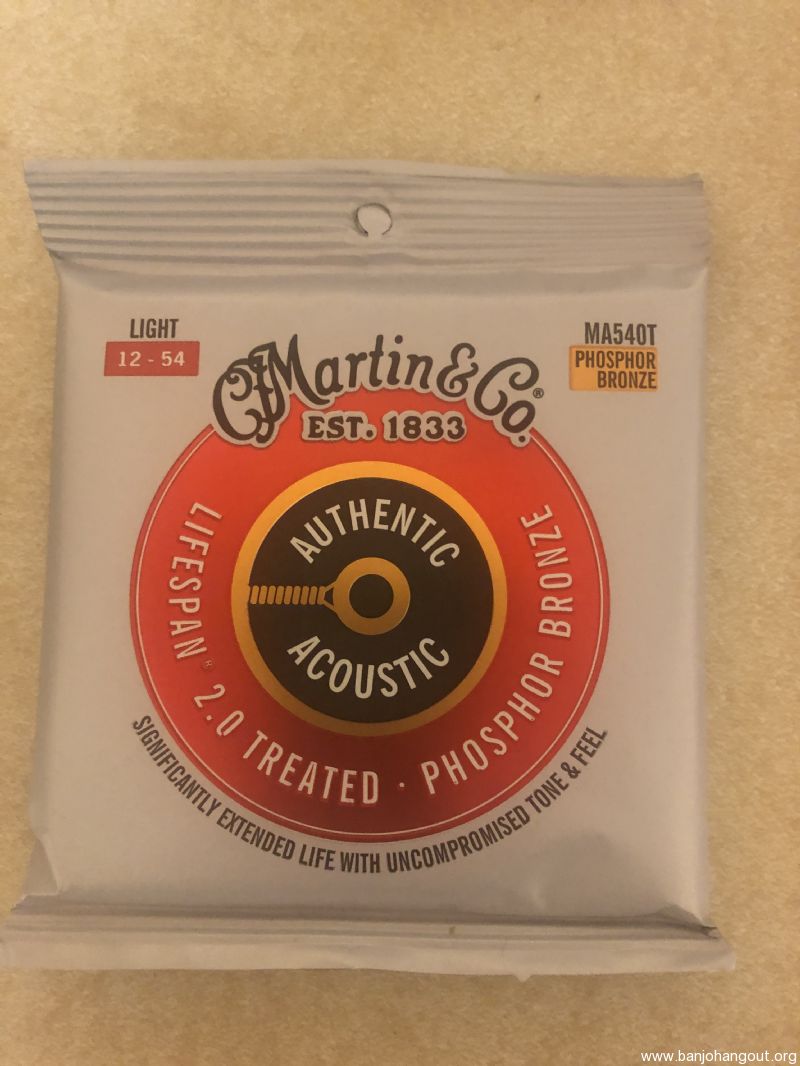 LIGHT
12 - 54
MA540T
PHOSPHOR
BRONZE
CFMartin & Co.®
EST. 1833
AUTHENTIC
ACOUSTIC
LIFESPAN® 2.0 TREATED · PHOSPHOR BRONZE
SIGNIFICANTLY EXTENDED LIFE WITH UNCOMPROMISED TONE & FEEL
www.banjohangout.org